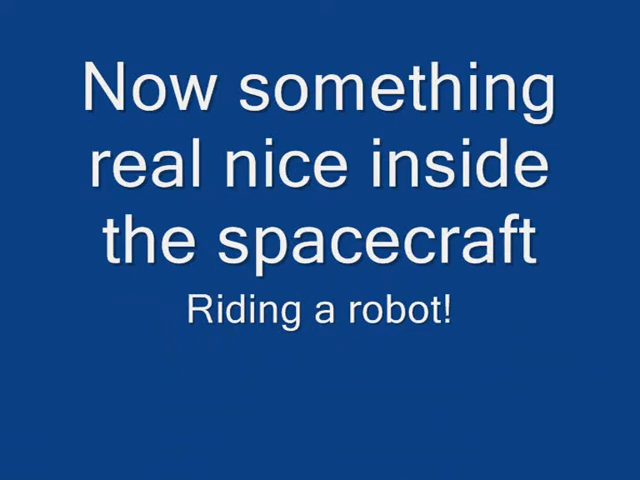 Now something
real nice inside
the spacecraft
Riding a robot!